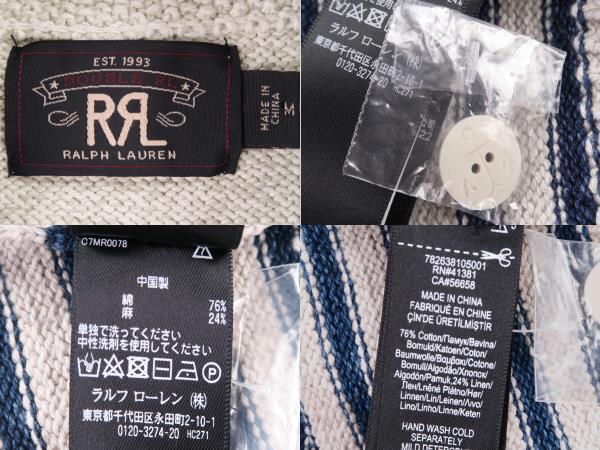 EST. 1993
DOUBLE RL
RRL
RALPH LAUREN
MADE IN
CHINA
M
24%
ラルフ ローレン (株)
東京都千代田区永田町2-10-1
0120-3274-20 HC271
C7MR0078
中国製
綿 76%
麻 24%
単独で洗ってください
中性洗剤を使用してください
ラルフ ローレン (株)
東京都千代田区永田町2-10-1
0120-3274-20 HC271
782638105001
RN#41381
CA#56658
MADE IN CHINA
FABRIQUÉ EN CHINE
ÇİN'DE ÜRETİLMİŞTİR
76% Cotton/Памук/Bavlna/
Bomuld/Katoen/Coton/
Baumwolle/Βαμβάκι/Cotone/
Bomull/Algodão/Хлопок/
Algodón/Pamuk,24% Linen/
Лен/Lněné plátno/Hør/
Linnen/Lin/Leinen/Λινό/
Lino/Linho/Linne/Keten
HAND WASH COLD
SEPARATELY
MILD DETERGENT